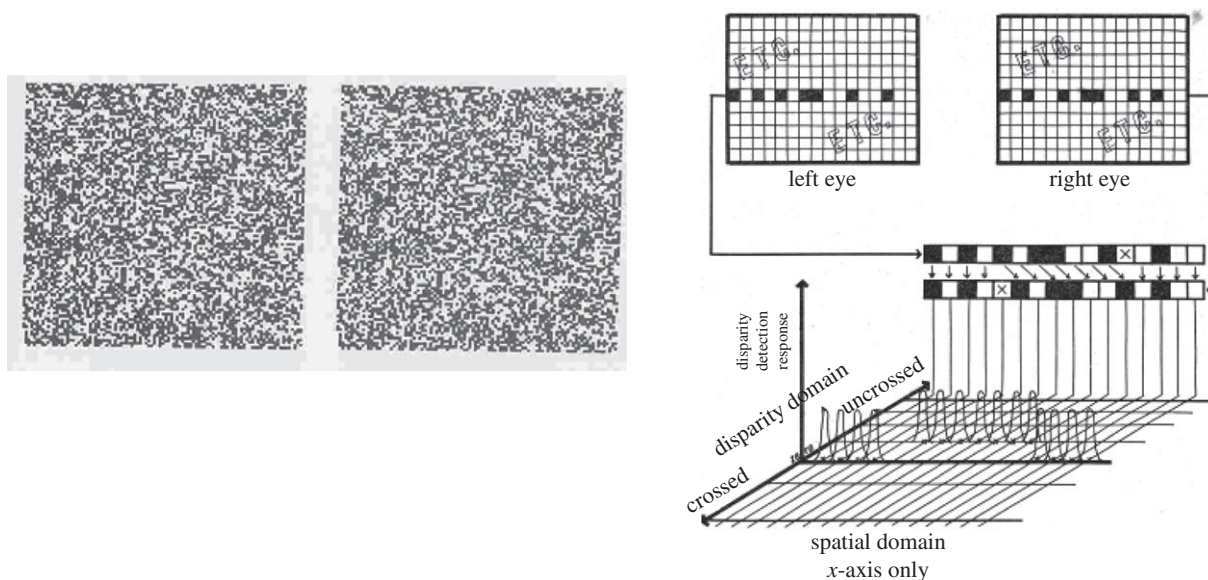 ETC.
ETC.
left eye
ETC.
ETC.
right eye
×
×
disparity
detection
response
disparity domain
uncrossed
zero
crossed
spatial domain
x-axis only